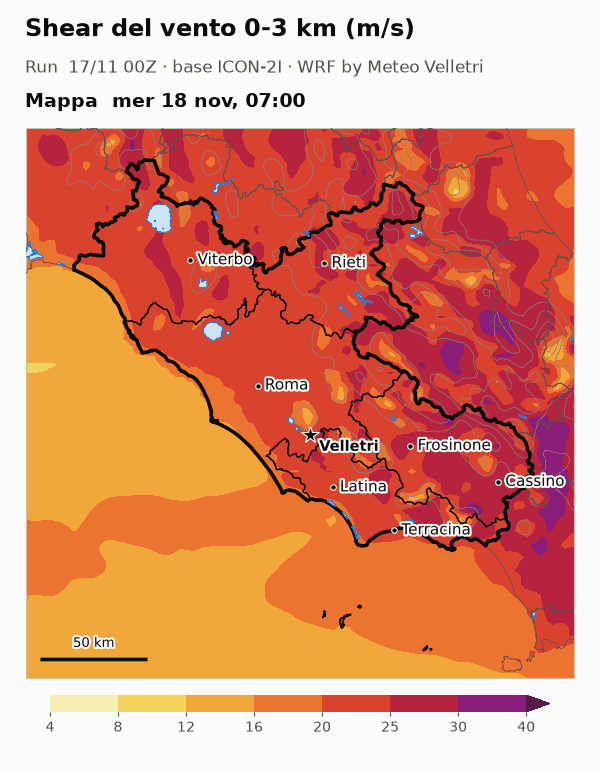 Shear del vento 0-3 km (m/s)
Run  17/11 00Z · base ICON-2I · WRF by Meteo Velletri
Mappa  mer 18 nov, 07:00
Viterbo
Rieti
Roma
Velletri
Frosinone
Cassino
Latina
Terracina
50 km
4 8 12 16 20 25 30 40